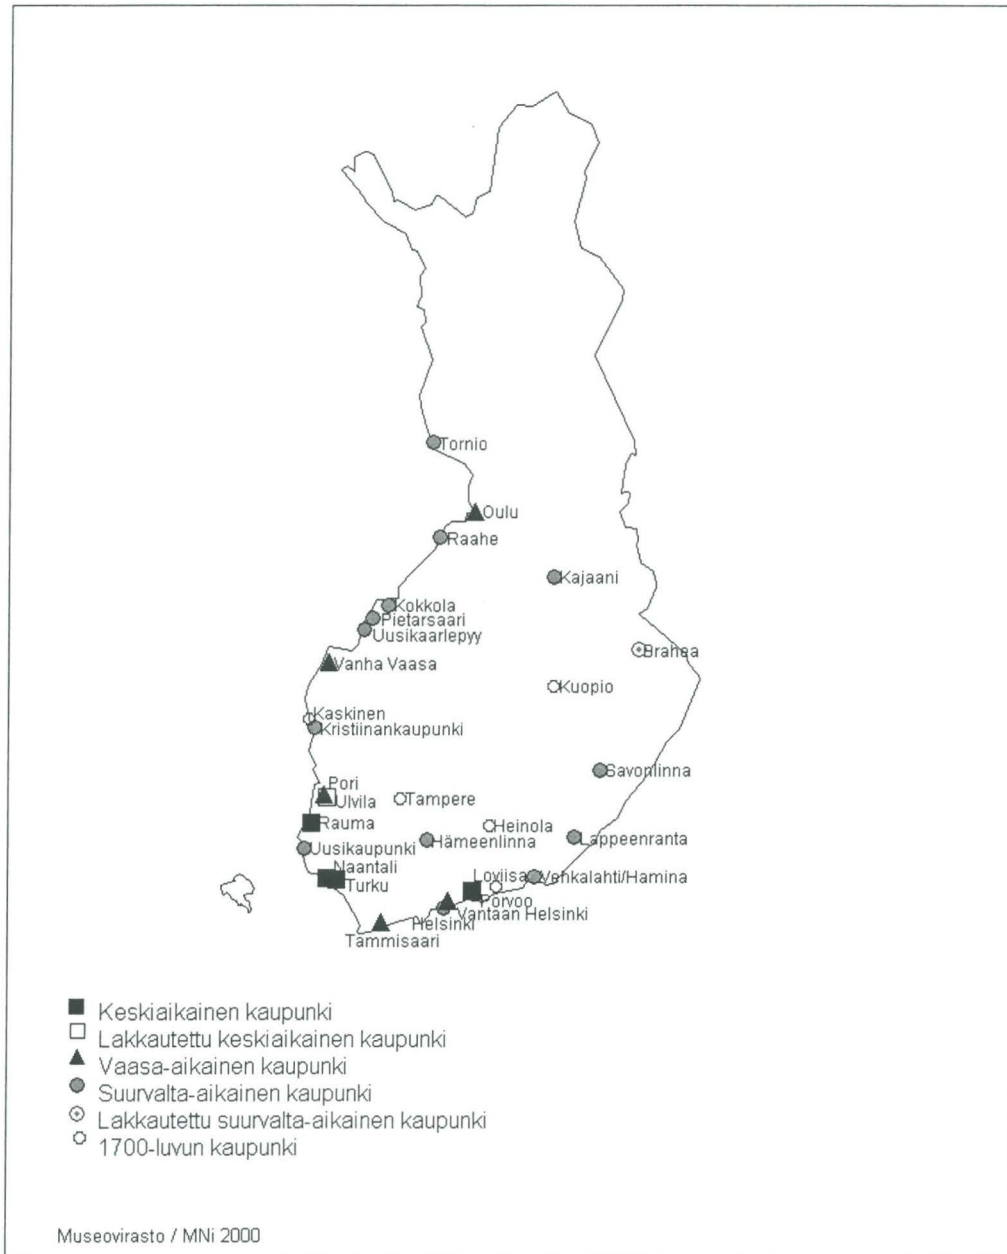 Tornio
Oulu
Raahe
Kajaani
Kokkola
Pietarsaari
Uusikaarlepyy
Brahea
Vanha Vaasa
Kuopio
Kaskinen
Kristiinankaupunki
Savonlinna
Pori
Ulvila
Tampere
Rauma
Heinola
Hämeenlinna
Lappeenranta
Uusikaupunki
Naantali
Turku
Loviisa
Vehkalahti/Hamina
Porvoo
Vantaan Helsinki
Helsinki
Tammisaari
Keskiaikainen kaupunki
Lakkautettu keskiaikainen kaupunki
Vaasa-aikainen kaupunki
Suurvalta-aikainen kaupunki
Lakkautettu suurvalta-aikainen kaupunki
1700-luvun kaupunki
Museovirasto / MNi 2000